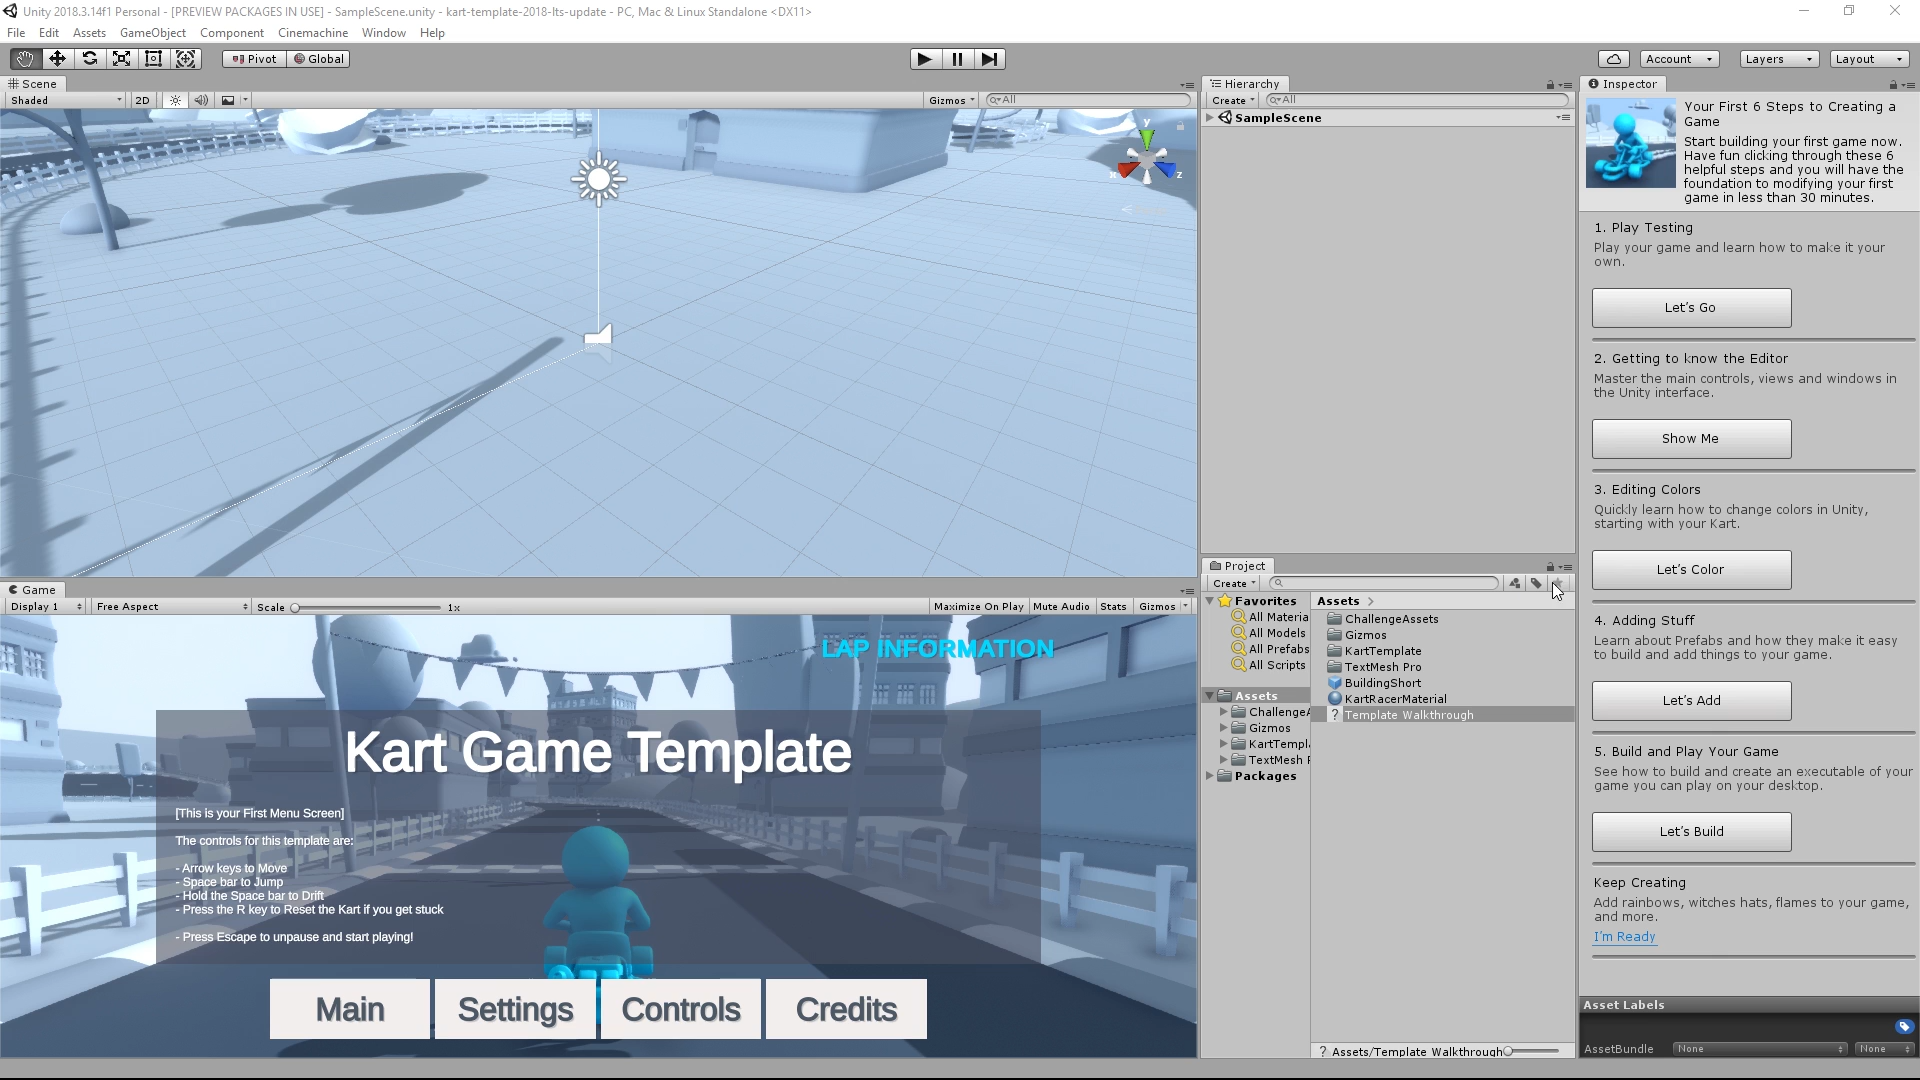 Unity 2018.3.14f1 Personal - [PREVIEW PACKAGES IN USE] - SampleScene.unity - kart-template-2018-lts-update - PC, Mac & Linux Standalone <DX11>
File Edit Assets GameObject Component Cinemachine Window Help
Pivot Global Account Layers Layout
Scene
Shaded 2D Gizmos All
y
x z
Hierarchy
Create All
SampleScene
Inspector
Your First 6 Steps to Creating a
Game
Start building your first game now.
Have fun clicking through these 6
helpful steps and you will have the
foundation to modifying your first
game in less than 30 minutes.
1. Play Testing
Play your game and learn how to make it your
own.
Let's Go
2. Getting to know the Editor
Master the main controls, views and windows in
the Unity interface.
Show Me
3. Editing Colors
Quickly learn how to change colors in Unity,
starting with your Kart.
Let's Color
4. Adding Stuff
Learn about Prefabs and how they make it easy
to build and add things to your game.
Let's Add
5. Build and Play Your Game
See how to build and create an executable of your
game you can play on your desktop.
Let's Build
Keep Creating
Add rainbows, witches hats, flames to your game,
and more.
I'm Ready
Asset Labels
AssetBundle None None
Project
Create
Favorites
All Materia
All Models
All Prefabs
All Scripts
Assets
ChallengeA
Gizmos
KartTempl
TextMesh P
Packages
Assets >
ChallengeAssets
Gizmos
KartTemplate
TextMesh Pro
BuildingShort
KartRacerMaterial
? Template Walkthrough
? Assets/Template Walkthrough
Game
Display 1 Free Aspect Scale 1x Maximize On Play Mute Audio Stats Gizmos
LAP INFORMATION
Kart Game Template
[This is your First Menu Screen]
The controls for this template are:
- Arrow keys to Move
- Space bar to Jump
- Hold the Space bar to Drift
- Press the R key to Reset the Kart if you get stuck
- Press Escape to unpause and start playing!
Main Settings Controls Credits